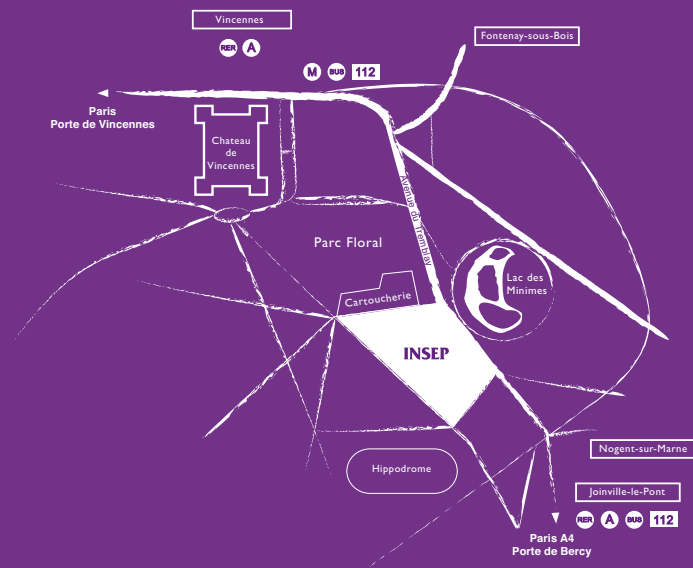 Vincennes
RER A
M BUS 112
Fontenay-sous-Bois
Paris
Porte de Vincennes
Chateau
de
Vincennes
Avenue du Tremblay
Parc Floral
Lac des
Minimes
Cartoucherie
INSEP
Hippodrome
Nogent-sur-Marne
Joinville-le-Pont
RER A BUS 112
Paris A4
Porte de Bercy